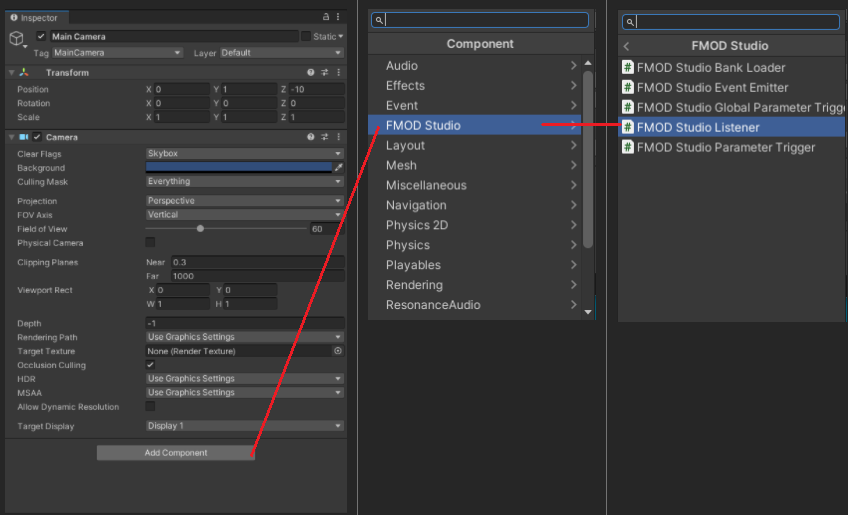 Inspector
Main Camera Static
Tag MainCamera Layer Default
Transform
Position X 0 Y 1 Z -10
Rotation X 0 Y 0 Z 0
Scale X 1 Y 1 Z 1
Camera
Clear Flags Skybox
Background
Culling Mask Everything
Projection Perspective
FOV Axis Vertical
Field of View 60
Physical Camera
Clipping Planes Near 0.3
Far 1000
Viewport Rect X 0 Y 0
W 1 H 1
Depth -1
Rendering Path Use Graphics Settings
Target Texture None (Render Texture)
Occlusion Culling
HDR Use Graphics Settings
MSAA Use Graphics Settings
Allow Dynamic Resolution
Target Display Display 1
Add Component
Component
Audio
Effects
Event
FMOD Studio
Layout
Mesh
Miscellaneous
Navigation
Physics 2D
Physics
Playables
Rendering
ResonanceAudio
FMOD Studio
# FMOD Studio Bank Loader
# FMOD Studio Event Emitter
# FMOD Studio Global Parameter Trigge
# FMOD Studio Listener
# FMOD Studio Parameter Trigger